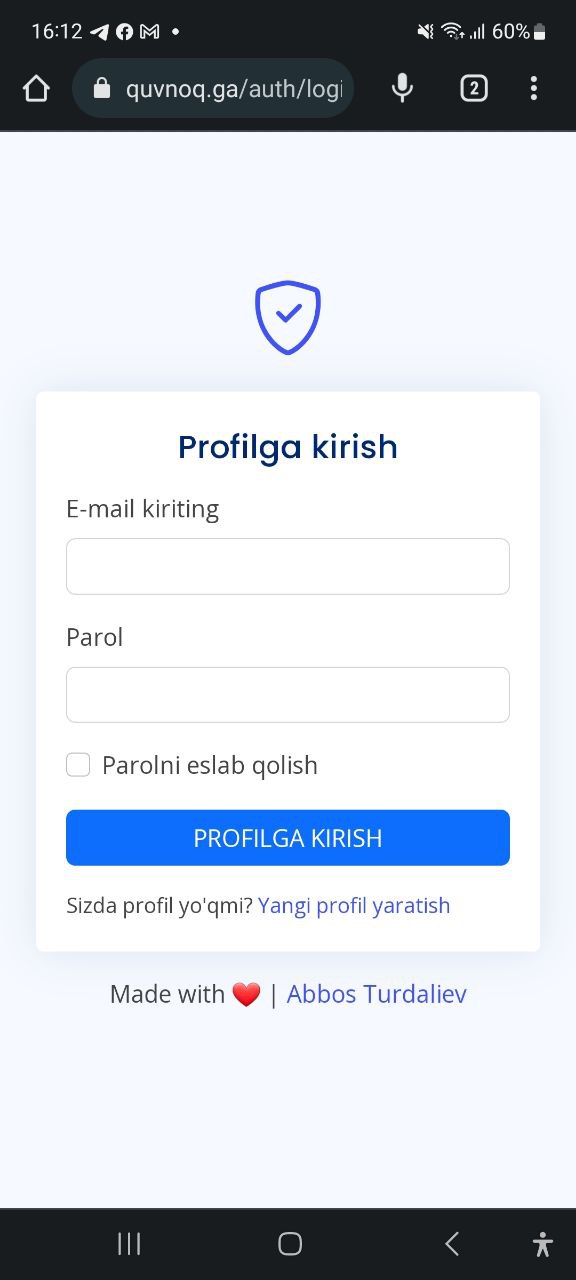 16:12
60%
quvnoq.ga/auth/logi
2
Profilga kirish
E-mail kiriting
Parol
Parolni eslab qolish
PROFILGA KIRISH
Sizda profil yo'qmi? Yangi profil yaratish
Made with ❤️ | Abbos Turdaliev